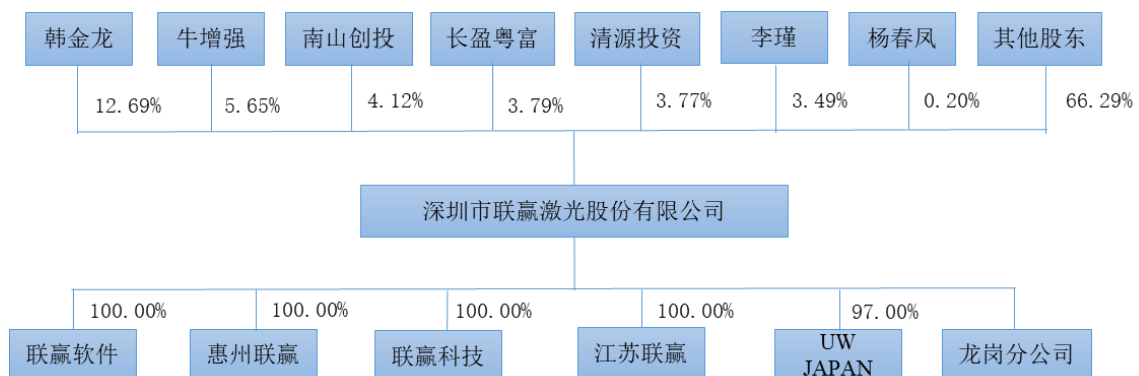 韩金龙 牛增强 南山创投 长盈粤富 清源投资 李瑾 杨春凤 其他股东
12.69% 5.65% 4.12% 3.79% 3.77% 3.49% 0.20% 66.29%
深圳市联赢激光股份有限公司
100.00% 100.00% 100.00% 100.00% 97.00%
联赢软件 惠州联赢 联赢科技 江苏联赢 UW JAPAN 龙岗分公司